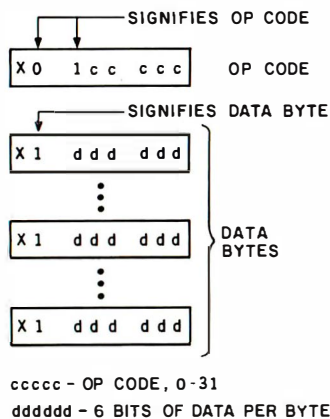 SIGNIFIES OP CODE
X 0 1 c c c c c OP CODE
SIGNIFIES DATA BYTE
X 1 d d d d d d
X 1 d d d d d d
DATA
BYTES
X 1 d d d d d d
ccccc - OP CODE, 0-31
dddddd - 6 BITS OF DATA PER BYTE